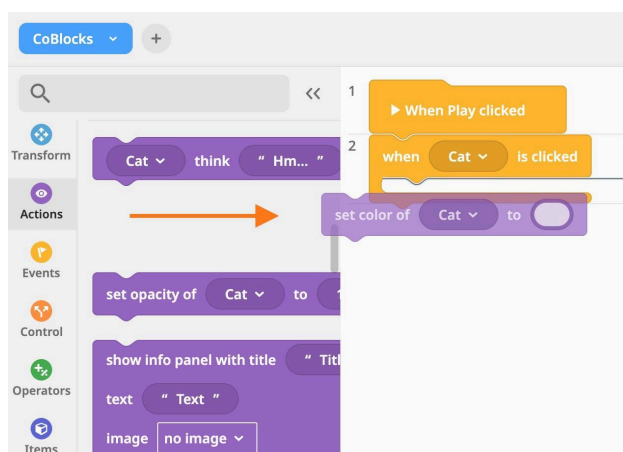 CoBlocks +
1
Transform
Cat think " Hm... "
When Play clicked
2
when Cat is clicked
Actions
set color of Cat to
Events
set opacity of Cat to
Control
show info panel with title " Titl
Operators
text " Text "
Items
image no image